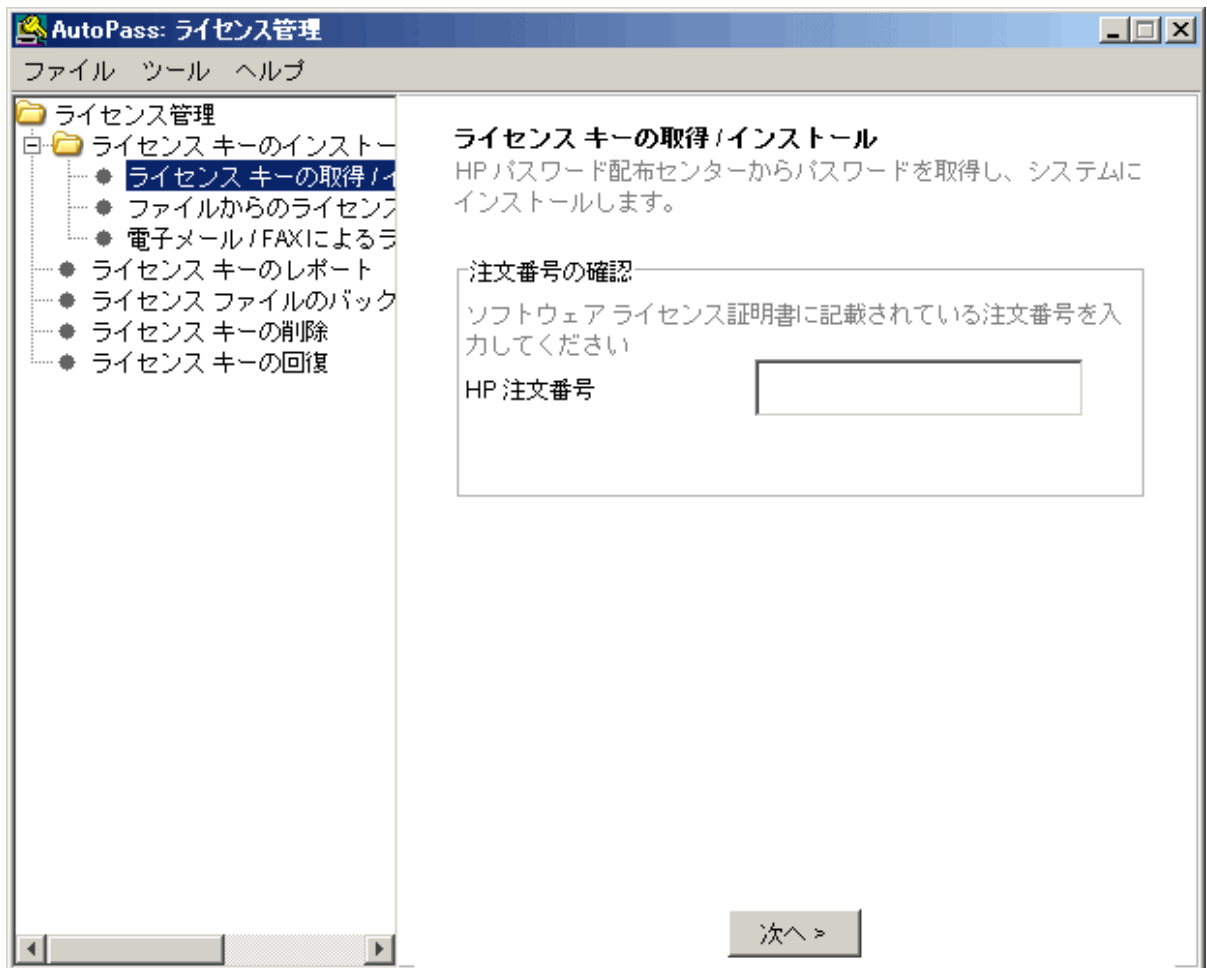 AutoPass: ライセンス管理
ファイル ツール ヘルプ
ライセンス管理
ライセンス キーのインストー
ライセンス キーの取得 / イ
ファイルからのライセンス
電子メール / FAXによるラ
ライセンス キーのレポート
ライセンス ファイルのバック
ライセンス キーの削除
ライセンス キーの回復
ライセンス キーの取得 / インストール
HP パスワード配布センターからパスワードを取得し、システムに
インストールします。
注文番号の確認
ソフトウェア ライセンス証明書に記載されている注文番号を入
力してください
HP 注文番号
次へ >